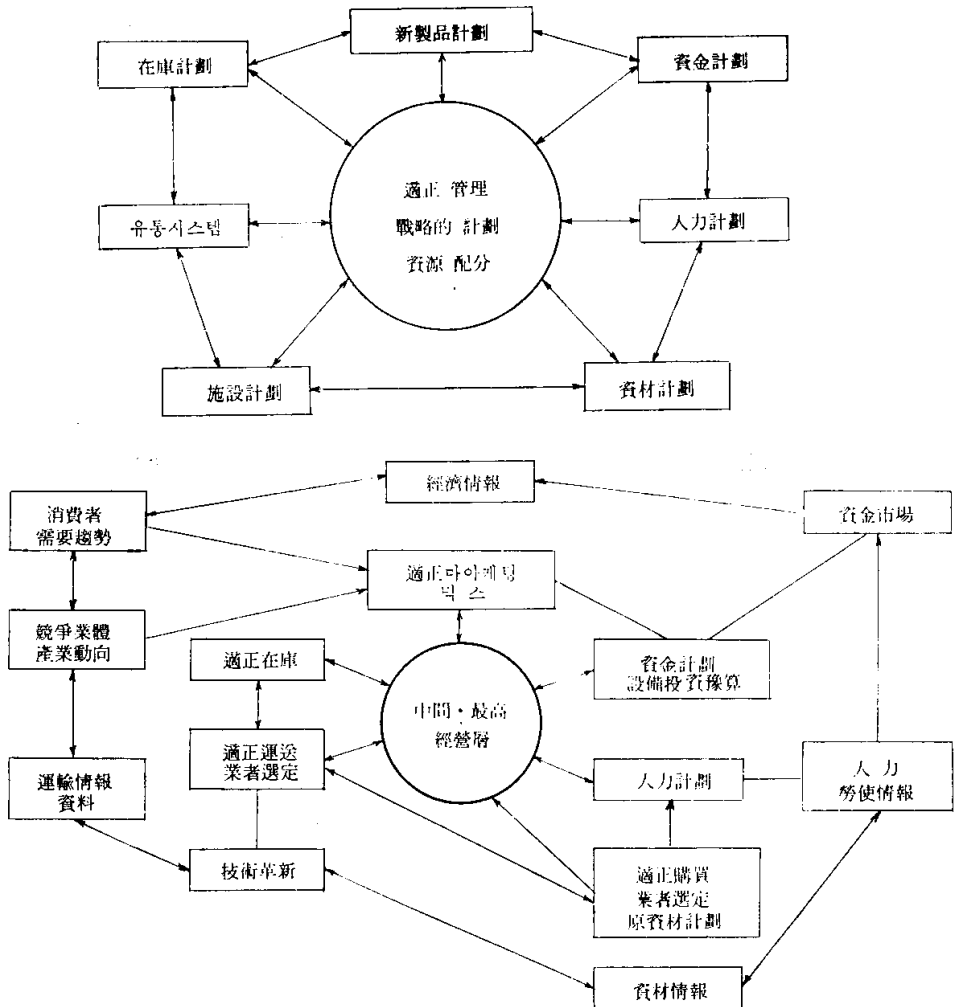 新製品計劃
在庫計劃
資金計劃
適正 管理
戰略的 計劃
資源 配分
유통시스템
人力計劃
施設計劃
資材計劃
經濟情報
消費者
需要趨勢
資金市場
適正마아케팅
믹 스
競爭業體
產業動向
適正在庫
資金計劃
設備投資豫算
中間・最高
經營層
適正運送
業者選定
運輸情報
資料
人力計劃
人 力
勞使情報
技術革新
適正購買
業者選定
原資材計劃
資材情報